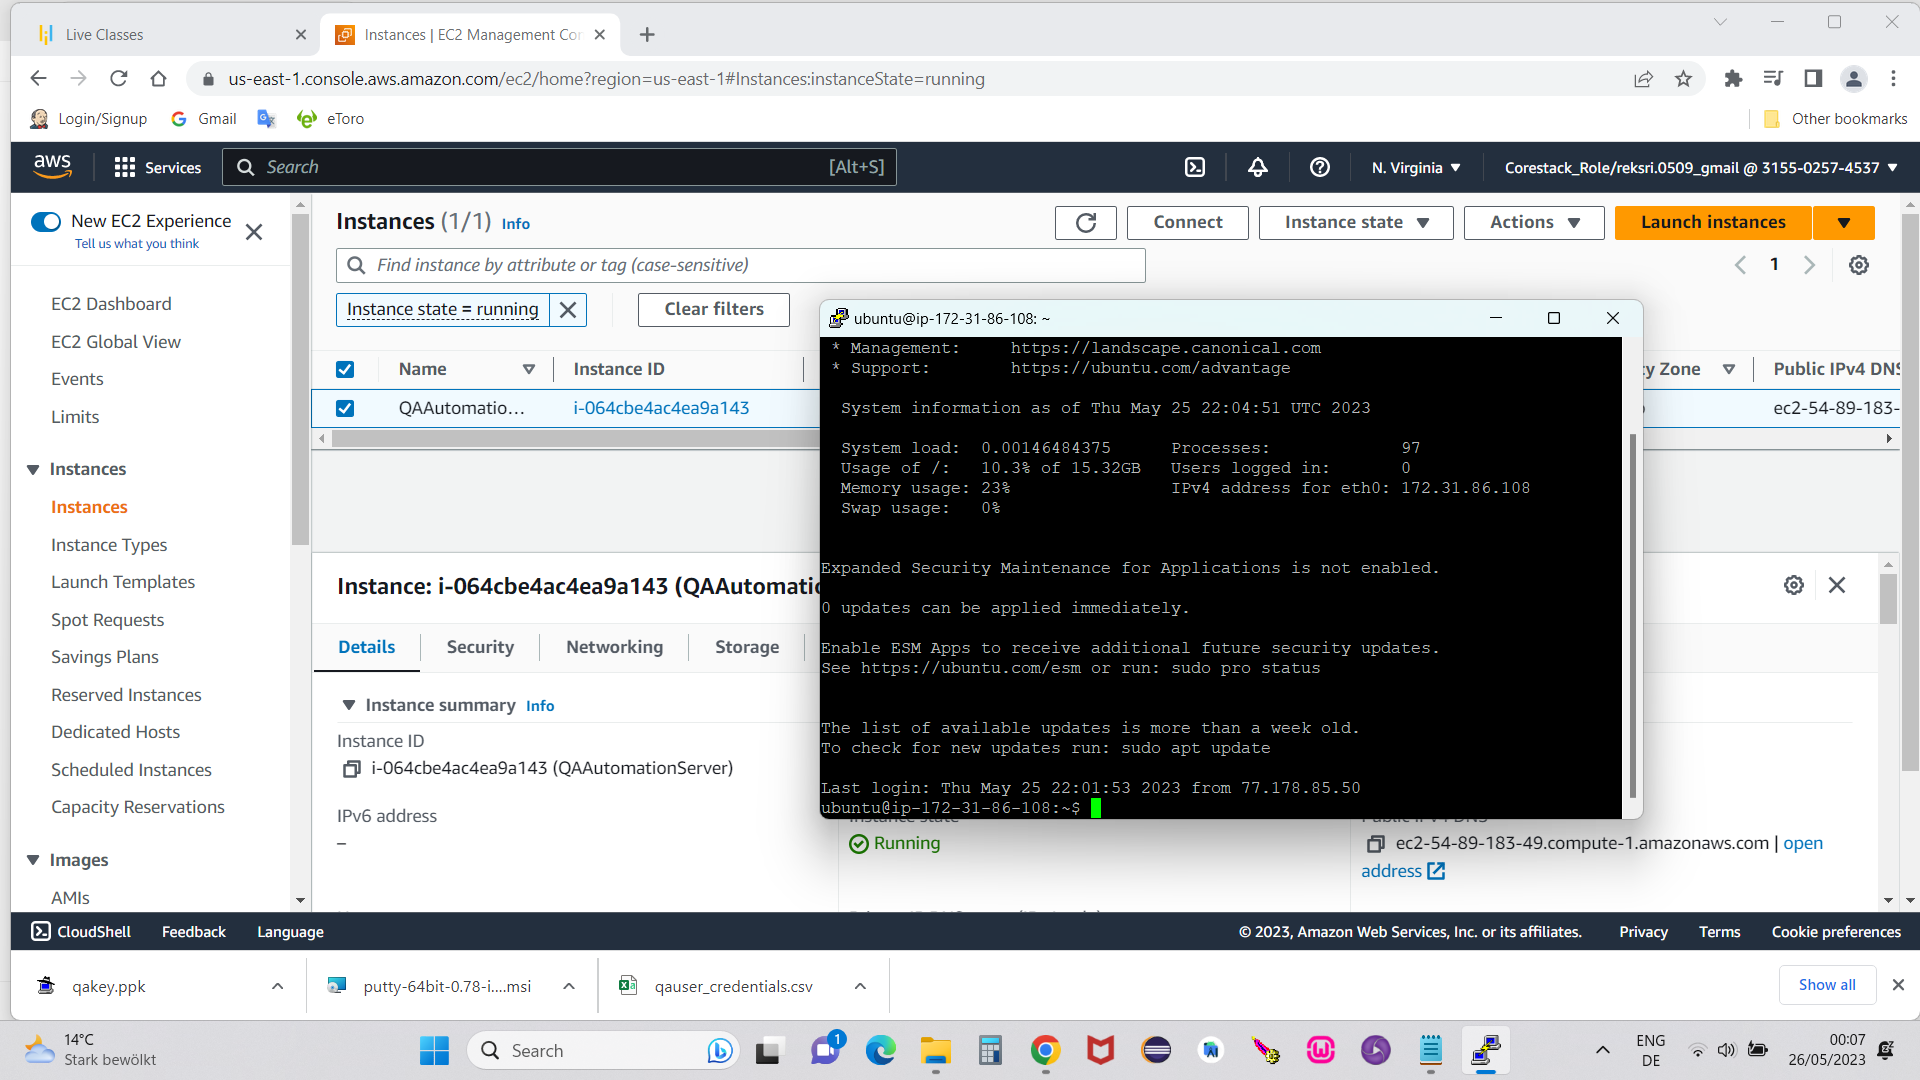 Live Classes
Instances | EC2 Management Con
us-east-1.console.aws.amazon.com/ec2/home?region=us-east-1#Instances:instanceState=running
Login/Signup
Gmail
eToro
Other bookmarks
aws
Services
Search
[Alt+S]
N. Virginia
Corestack_Role/reksri.0509_gmail @ 3155-0257-4537
New EC2 Experience
Tell us what you think
EC2 Dashboard
EC2 Global View
Events
Limits
Instances
Instances
Instance Types
Launch Templates
Spot Requests
Savings Plans
Reserved Instances
Dedicated Hosts
Scheduled Instances
Capacity Reservations
Images
AMIs
Instances (1/1) Info
Connect
Instance state
Actions
Launch instances
Find instance by attribute or tag (case-sensitive)
1
Instance state = running
Clear filters
Name
Instance ID
y Zone
Public IPv4 DNS
QAAutomatio...
i-064cbe4ac4ea9a143
ec2-54-89-183-
Instance: i-064cbe4ac4ea9a143 (QAAutomatio
Details
Security
Networking
Storage
Instance summary Info
Instance ID
i-064cbe4ac4ea9a143 (QAAutomationServer)
IPv6 address
–
Running
ec2-54-89-183-49.compute-1.amazonaws.com | open
address
ubuntu@ip-172-31-86-108: ~
* Management:     https://landscape.canonical.com
* Support:        https://ubuntu.com/advantage
System information as of Thu May 25 22:04:51 UTC 2023
System load:  0.00146484375      Processes:             97
Usage of /:   10.3% of 15.32GB   Users logged in:       0
Memory usage: 23%                IPv4 address for eth0: 172.31.86.108
Swap usage:   0%
Expanded Security Maintenance for Applications is not enabled.
0 updates can be applied immediately.
Enable ESM Apps to receive additional future security updates.
See https://ubuntu.com/esm or run: sudo pro status
The list of available updates is more than a week old.
To check for new updates run: sudo apt update
Last login: Thu May 25 22:01:53 2023 from 77.178.85.50
ubuntu@ip-172-31-86-108:~$
CloudShell
Feedback
Language
© 2023, Amazon Web Services, Inc. or its affiliates.
Privacy
Terms
Cookie preferences
qakey.ppk
putty-64bit-0.78-i....msi
qauser_credentials.csv
Show all
14°C
Stark bewölkt
Search
1
ENG
DE
00:07
26/05/2023